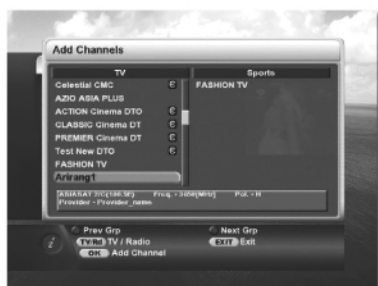 Add Channels
TV Sports
Celestial CMC € FASHION TV
AZIO ASIA PLUS
ACTION Cinema DTO €
CLASSIC Cinema DT €
PREMIER Cinema DT €
Test New DTO €
FASHION TV
Arirang1
Provider - Provider_name
Prev Grp Next Grp
TV/Rd TV / Radio EXIT Exit
OK Add Channel